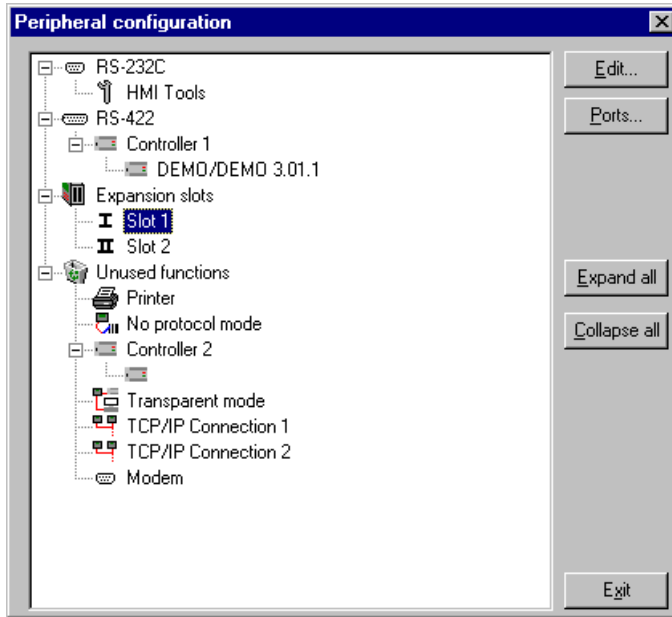 Peripheral configuration
RS-232C
HMI Tools
RS-422
Controller 1
DEMO/DEMO 3.01.1
Expansion slots
I Slot 1
II Slot 2
Unused functions
Printer
No protocol mode
Controller 2
Transparent mode
TCP/IP Connection 1
TCP/IP Connection 2
Modem
Edit...
Ports...
Expand all
Collapse all
Exit